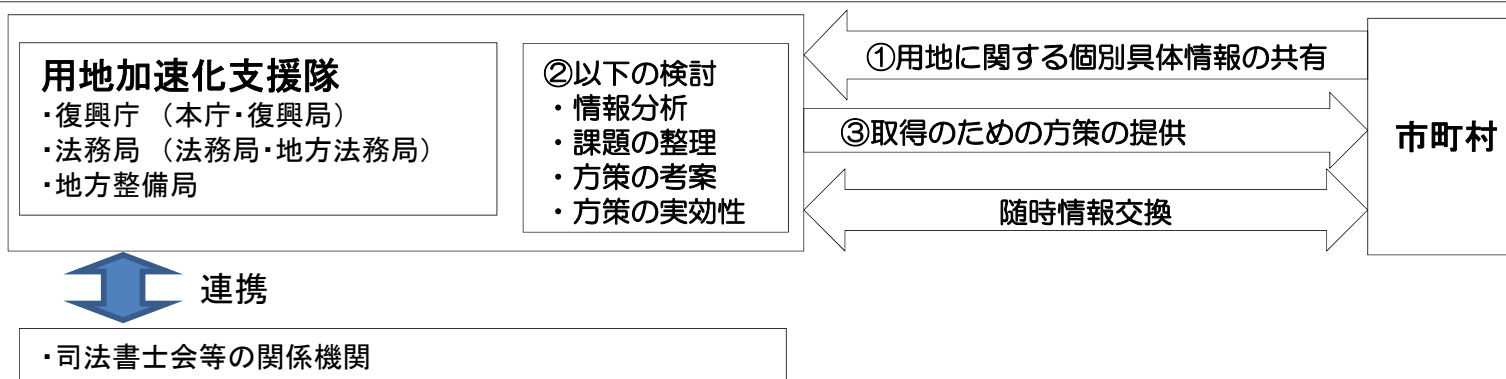 用地加速化支援隊
・復興庁 （本庁・復興局）
・法務局 （法務局・地方法務局）
・地方整備局
②以下の検討
・情報分析
・課題の整理
・方策の考案
・方策の実効性
①用地に関する個別具体情報の共有
③取得のための方策の提供
随時情報交換
市町村
連携
・司法書士会等の関係機関